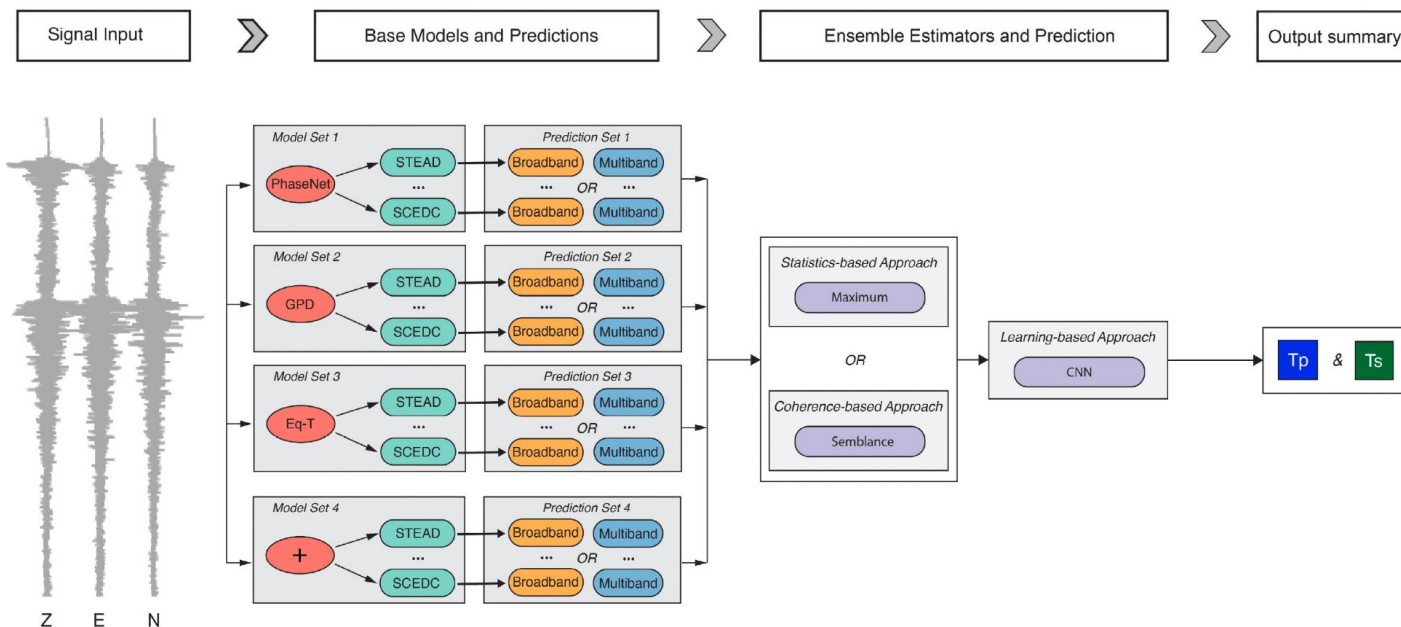 Signal Input
Base Models and Predictions
Ensemble Estimators and Prediction
Output summary
Model Set 1
PhaseNet
STEAD
...
SCEDC
Prediction Set 1
Broadband Multiband
... OR ...
Broadband Multiband
Model Set 2
GPD
STEAD
...
SCEDC
Prediction Set 2
Broadband Multiband
... OR ...
Broadband Multiband
Model Set 3
Eq-T
STEAD
...
SCEDC
Prediction Set 3
Broadband Multiband
... OR ...
Broadband Multiband
Model Set 4
+
STEAD
...
SCEDC
Prediction Set 4
Broadband Multiband
... OR ...
Broadband Multiband
Statistics-based Approach
Maximum
OR
Coherence-based Approach
Semblance
Learning-based Approach
CNN
Tp & Ts
Z E N